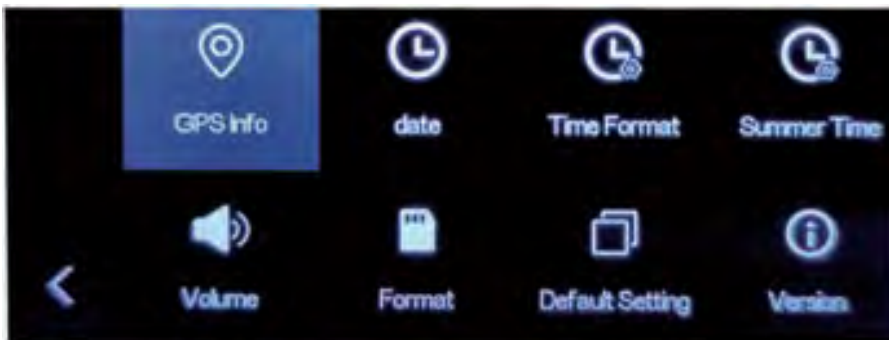 GPS Info
date
Time Format
Summer Time
Volume
Format
Default Setting
Version